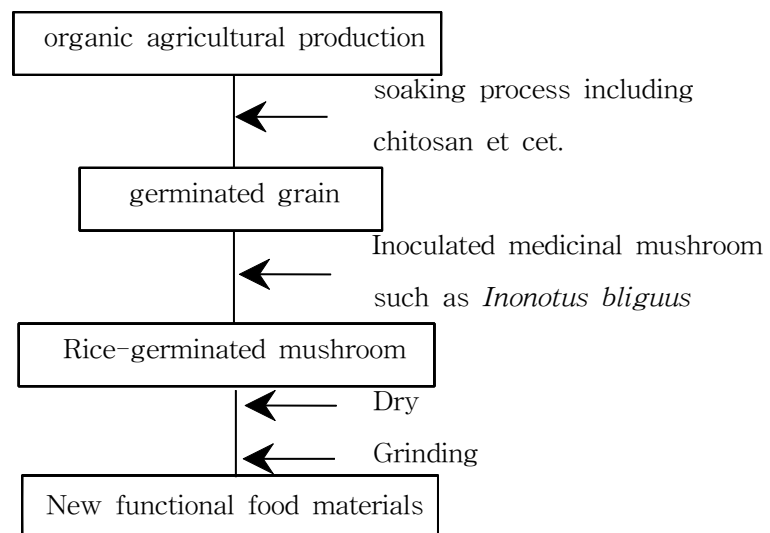 organic agricultural production
soaking process including
chitosan et cet.
germinated grain
Inoculated medicinal mushroom
such as Inonotus bliguus
Rice-germinated mushroom
Dry
Grinding
New functional food materials